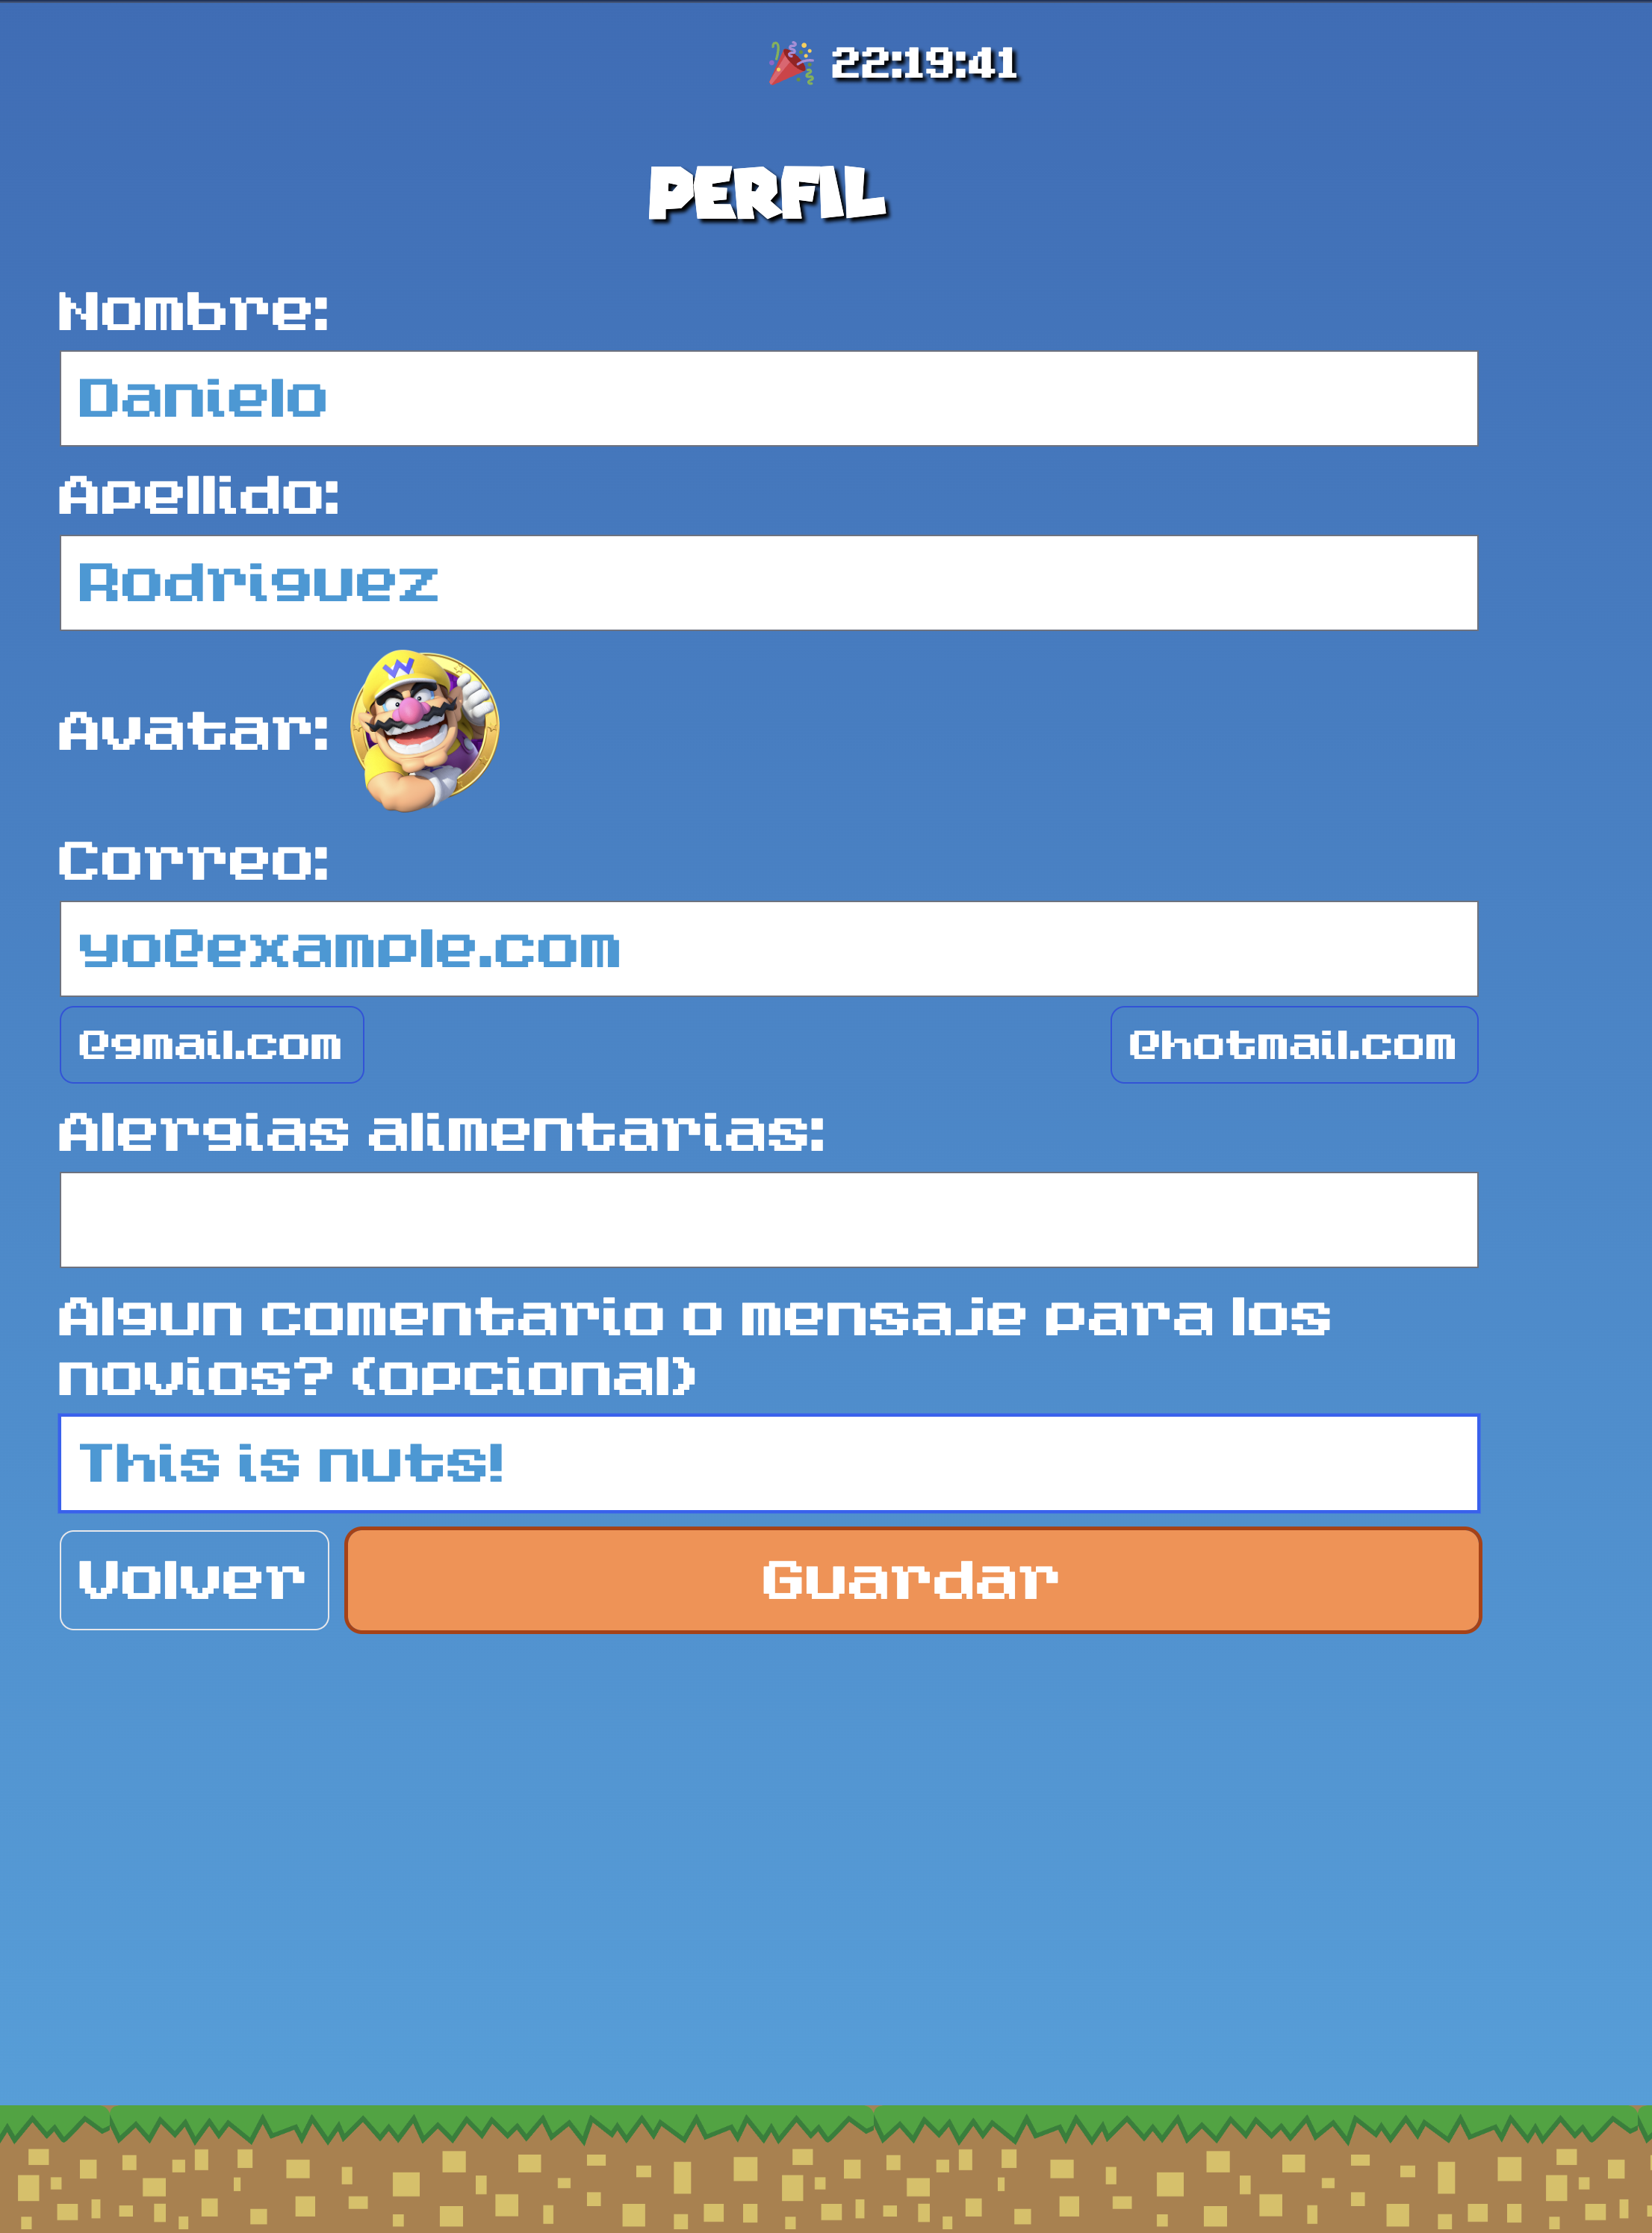 22:19:41
PERFIL
Nombre:
Danielo
Apellido:
Rodriguez
W
Avatar:
Correo:
yo@example.com
@gmail.com
@hotmail.com
Alergias alimentarias:
Algun comentario o mensaje para los
novios? (opcional)
This is nuts!
Volver
Guardar